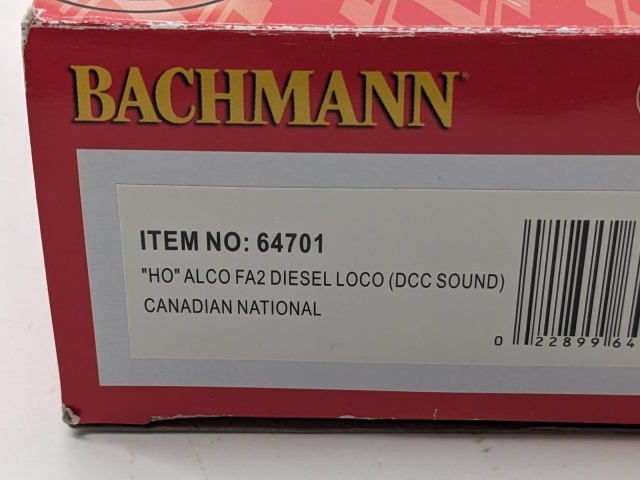 BACHMANN
ITEM NO: 64701
"HO" ALCO FA2 DIESEL LOCO (DCC SOUND)
CANADIAN NATIONAL
0 22899 64